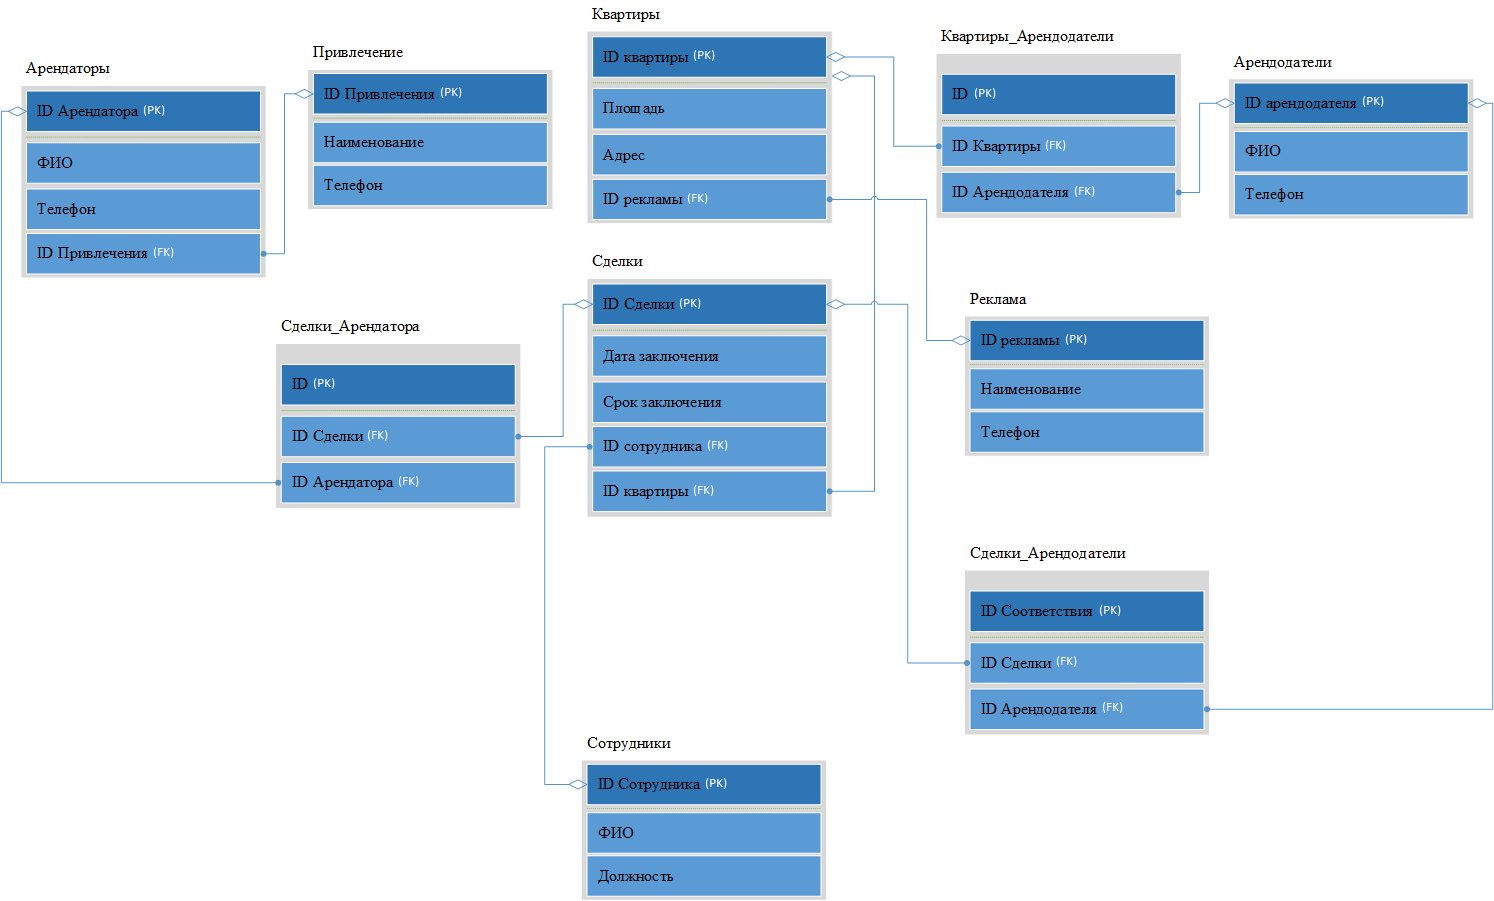 Арендаторы
ID Арендатора (PK)
ФИО
Телефон
ID Привлечения (FK)
Привлечение
ID Привлечения (PK)
Наименование
Телефон
Квартиры
ID квартиры (PK)
Площадь
Адрес
ID рекламы (FK)
Квартиры_Арендодатели
ID (PK)
ID Квартиры (FK)
ID Арендодателя (FK)
Арендодатели
ID арендодателя (PK)
ФИО
Телефон
Сделки_Арендатора
ID (PK)
ID Сделки (FK)
ID Арендатора (FK)
Сделки
ID Сделки (PK)
Дата заключения
Срок заключения
ID сотрудника (FK)
ID квартиры (FK)
Реклама
ID рекламы (PK)
Наименование
Телефон
Сделки_Арендодатели
ID Соответствия (PK)
ID Сделки (FK)
ID Арендодателя (FK)
Сотрудники
ID Сотрудника (PK)
ФИО
Должность